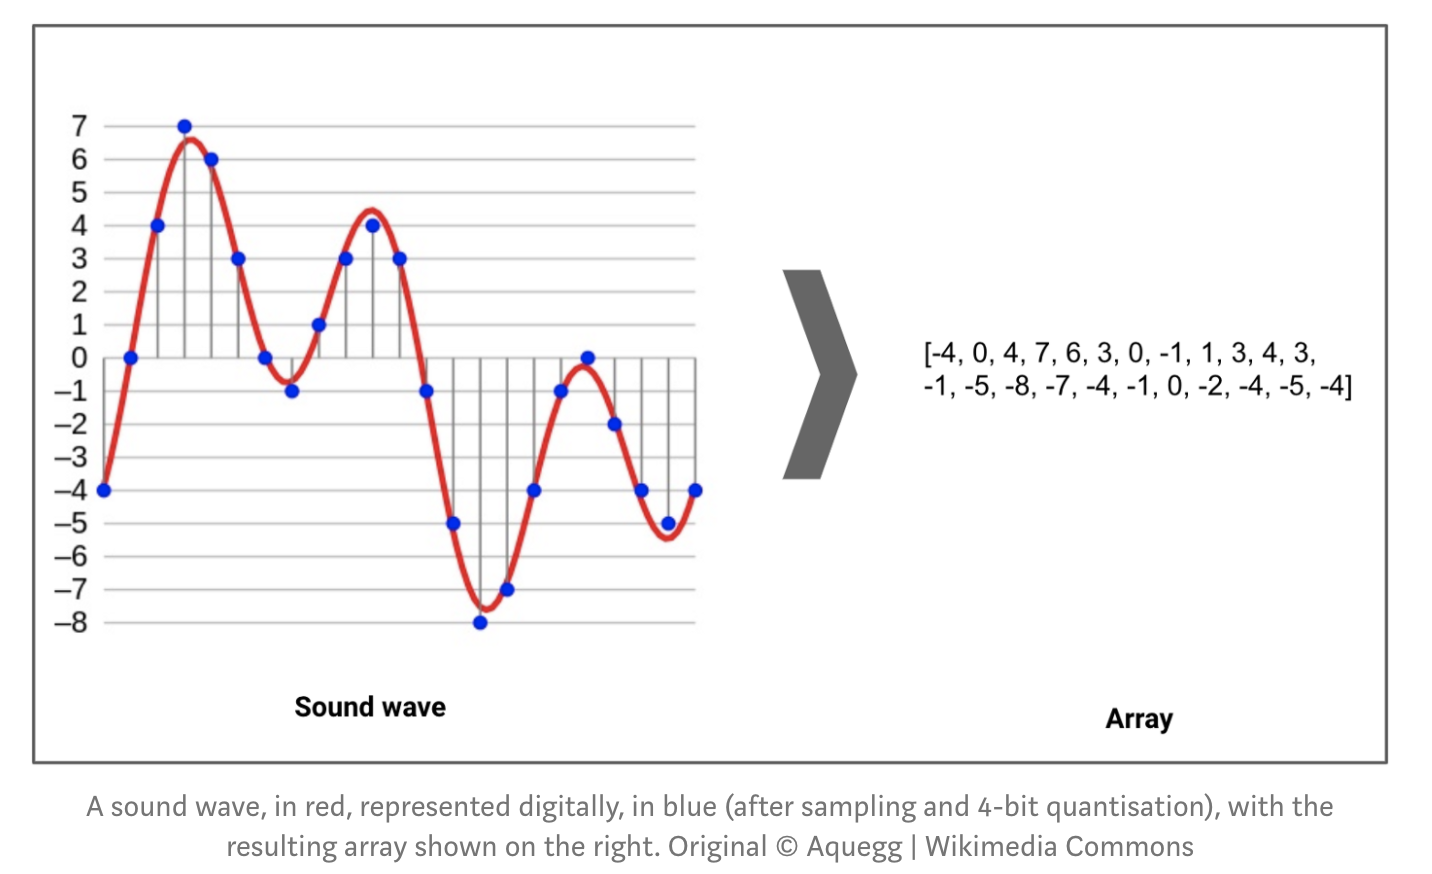 7
6
5
4
3
2
1
0
–1
–2
–3
–4
–5
–6
–7
–8
[-4, 0, 4, 7, 6, 3, 0, -1, 1, 3, 4, 3,
-1, -5, -8, -7, -4, -1, 0, -2, -4, -5, -4]
Sound wave
Array
A sound wave, in red, represented digitally, in blue (after sampling and 4-bit quantisation), with the
resulting array shown on the right. Original © Aquegg | Wikimedia Commons